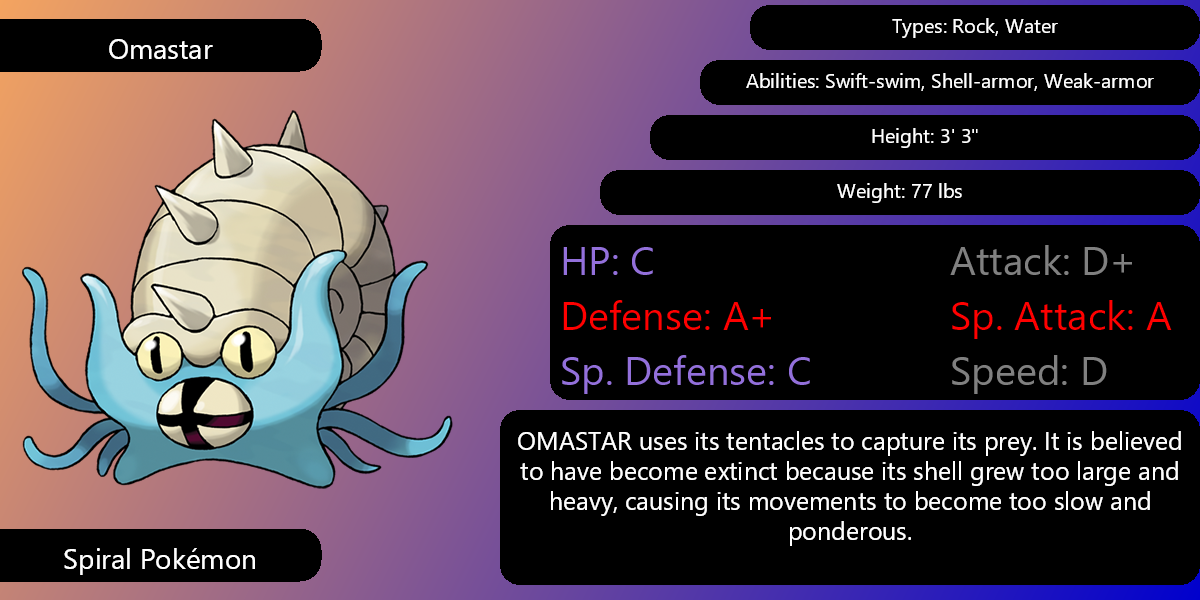 Omastar
Types: Rock, Water
Abilities: Swift-swim, Shell-armor, Weak-armor
Height: 3' 3"
Weight: 77 lbs
HP: C
Attack: D+
Defense: A+
Sp. Attack: A
Sp. Defense: C
Speed: D
OMASTAR uses its tentacles to capture its prey. It is believed
to have become extinct because its shell grew too large and
heavy, causing its movements to become too slow and
ponderous.
Spiral Pokémon